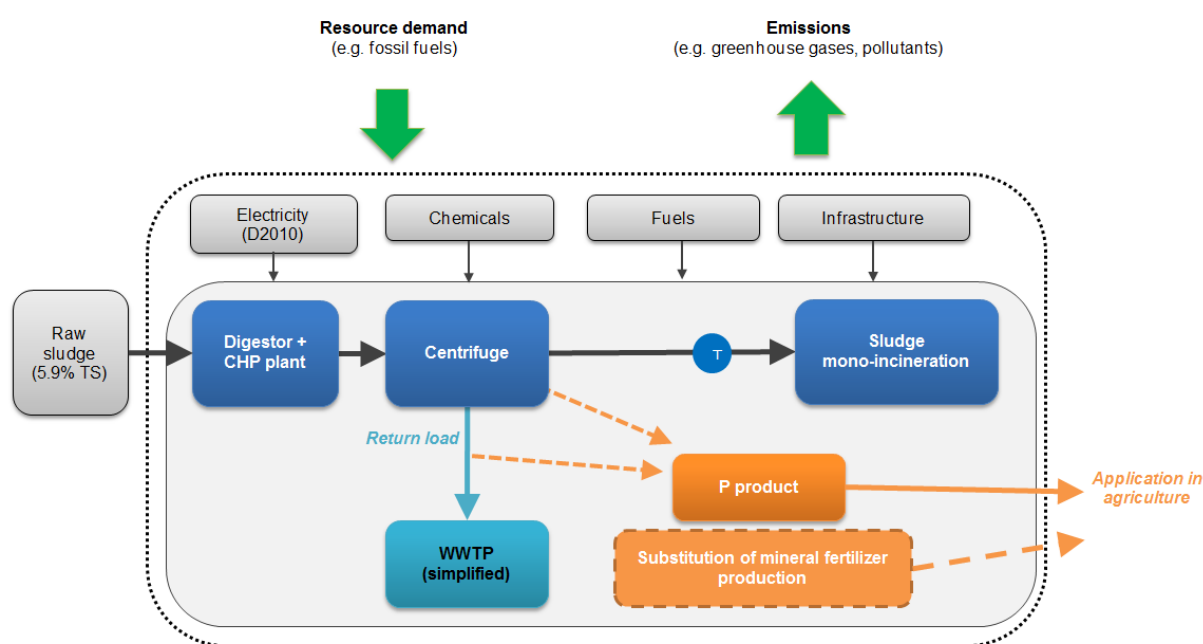 Resource demand
(e.g. fossil fuels)
Emissions
(e.g. greenhouse gases, pollutants)
Electricity
(D2010)
Chemicals
Fuels
Infrastructure
Raw
sludge
(5.9% TS)
Digestor +
CHP plant
Centrifuge
T
Sludge
mono-incineration
Return load
P product
Application in
agriculture
WWTP
(simplified)
Substitution of mineral fertilizer
production